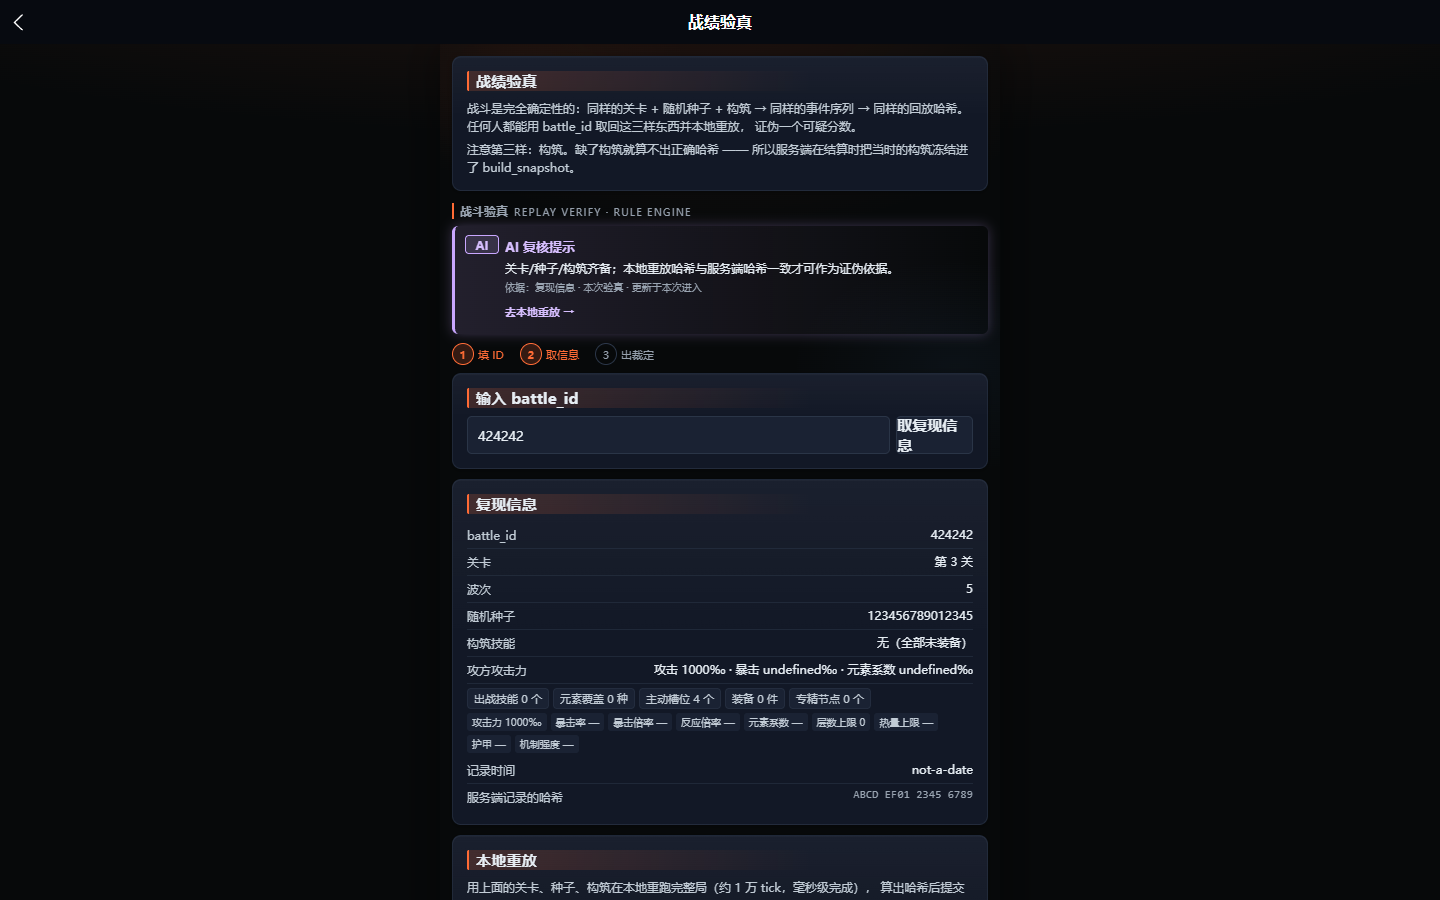 战绩验真
战绩验真
战斗是完全确定性的：同样的关卡 + 随机种子 + 构筑 → 同样的事件序列 → 同样的回放哈希。
任何人都能用 battle_id 取回这三样东西并本地重放， 证伪一个可疑分数。
注意第三样：构筑。缺了构筑就算不出正确哈希 —— 所以服务端在结算时把当时的构筑冻结进
了 build_snapshot。
战斗验真 REPLAY VERIFY · RULE ENGINE
AI AI 复核提示
关卡/种子/构筑齐备；本地重放哈希与服务端哈希一致才可作为证伪依据。
依据：复现信息 · 本次验真 · 更新于本次进入
去本地重放 →
1 填 ID 2 取信息 3 出裁定
输入 battle_id
424242 取复现信
息
复现信息
battle_id 424242
关卡 第 3 关
波次 5
随机种子 123456789012345
构筑技能 无（全部未装备）
攻方攻击力 攻击 1000‰ · 暴击 undefined‰ · 元素系数 undefined‰
出战技能 0 个 元素覆盖 0 种 主动槽位 4 个 装备 0 件 专精节点 0 个
攻击力 1000‰ 暴击率 — 暴击倍率 — 反应倍率 — 元素系数 — 层数上限 0 热量上限 —
护甲 — 机制强度 —
记录时间 not-a-date
服务端记录的哈希 ABCD EF01 2345 6789
本地重放
用上面的关卡、种子、构筑在本地重跑完整局（约 1 万 tick，毫秒级完成）， 算出哈希后提交